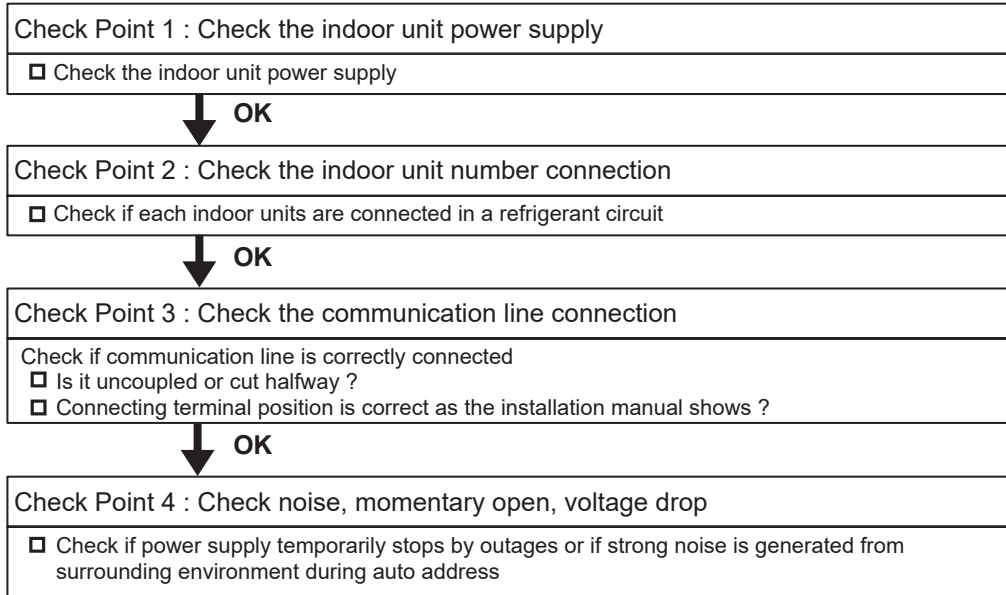 Check Point 1 : Check the indoor unit power supply
Check the indoor unit power supply
OK
Check Point 2 : Check the indoor unit number connection
Check if each indoor units are connected in a refrigerant circuit
OK
Check Point 3 : Check the communication line connection
Check if communication line is correctly connected
Is it uncoupled or cut halfway ?
Connecting terminal position is correct as the installation manual shows ?
OK
Check Point 4 : Check noise, momentary open, voltage drop
Check if power supply temporarily stops by outages or if strong noise is generated from
surrounding environment during auto address